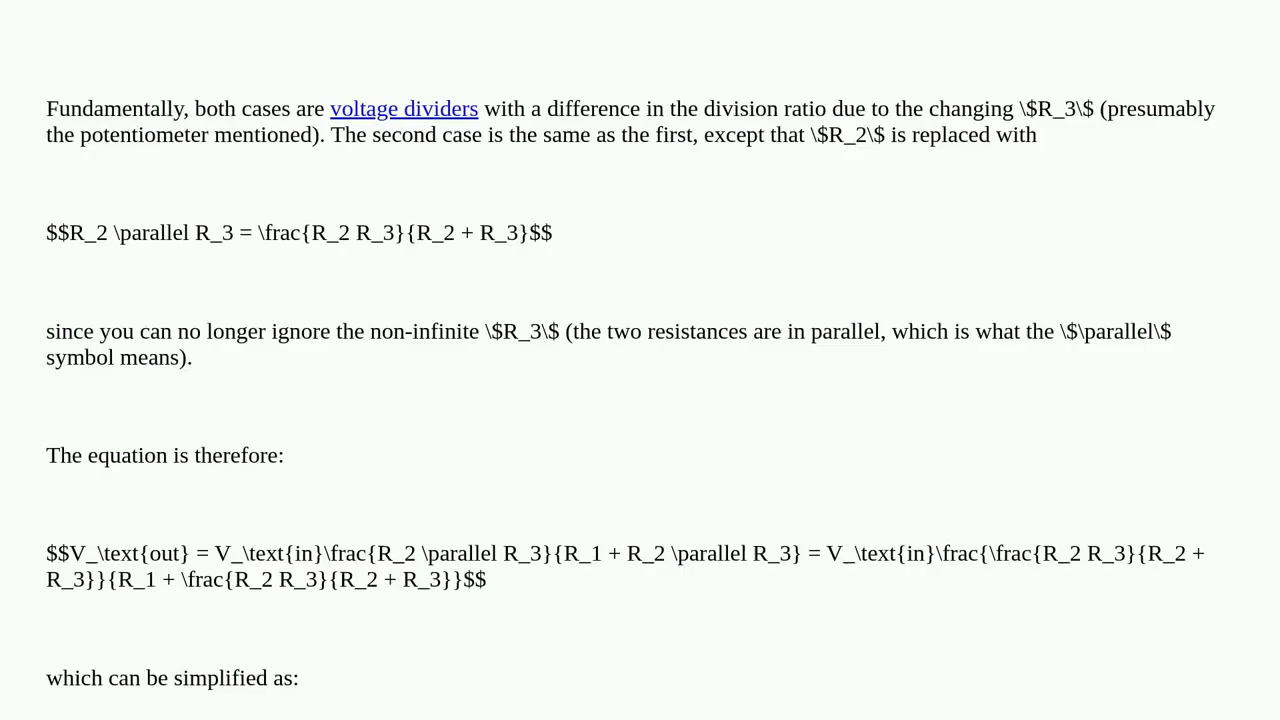 Fundamentally, both cases are voltage dividers with a difference in the division ratio due to the changing \$R_3\$ (presumably
the potentiometer mentioned). The second case is the same as the first, except that \$R_2\$ is replaced with
$$R_2 \parallel R_3 = \frac{R_2 R_3}{R_2 + R_3}$$
since you can no longer ignore the non-infinite \$R_3\$ (the two resistances are in parallel, which is what the \$\parallel\$
symbol means).
The equation is therefore:
$$V_\text{out} = V_\text{in}\frac{R_2 \parallel R_3}{R_1 + R_2 \parallel R_3} = V_\text{in}\frac{\frac{R_2 R_3}{R_2 +
R_3}}{R_1 + \frac{R_2 R_3}{R_2 + R_3}}$$
which can be simplified as: